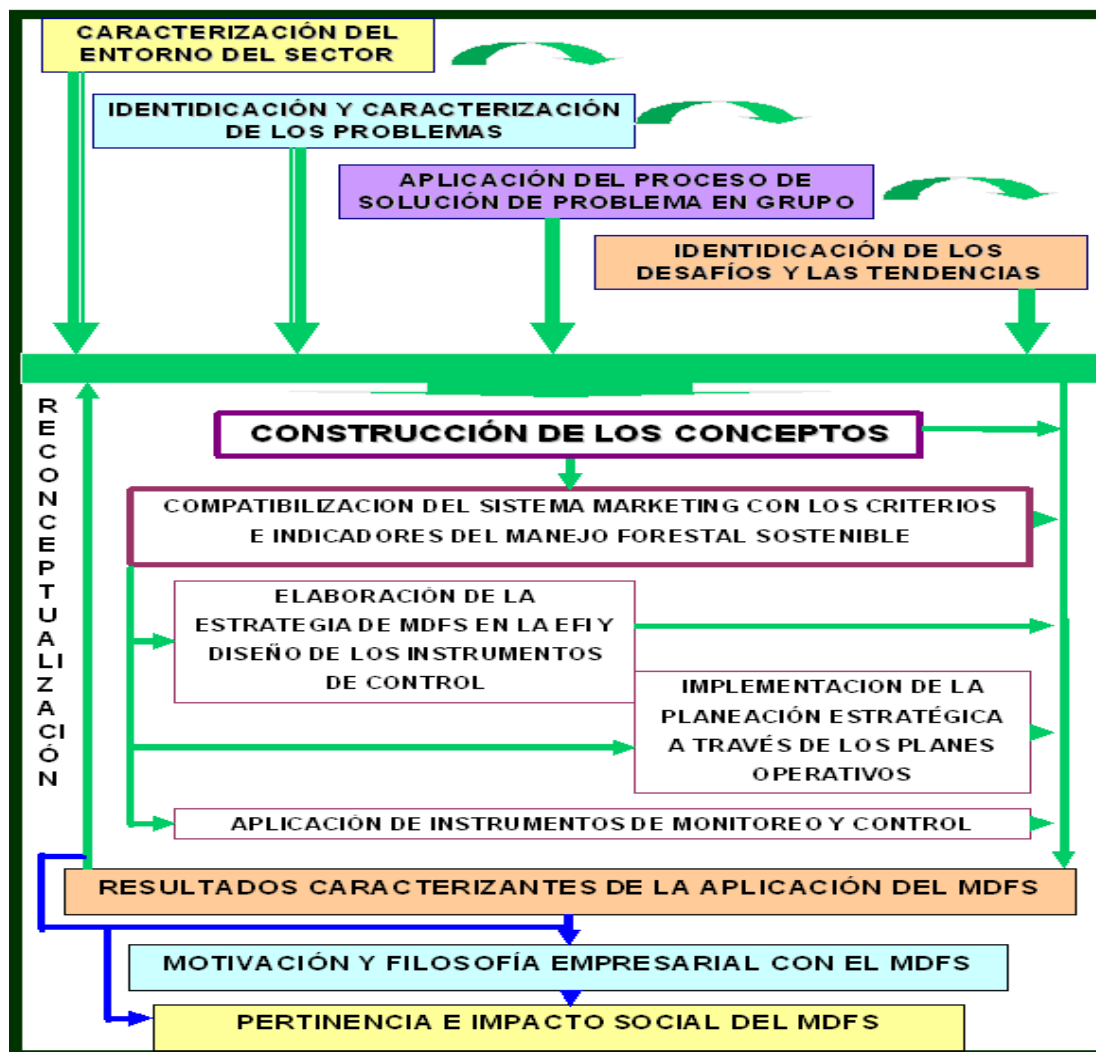 CARACTERIZACIÓN DEL
ENTORNO DEL SECTOR
IDENTIDICACIÓN Y CARACTERIZACIÓN
DE LOS PROBLEMAS
APLICACIÓN DEL PROCESO DE
SOLUCIÓN DE PROBLEMA EN GRUPO
IDENTIDICACIÓN DE LOS
DESAFÍOS Y LAS TENDENCIAS
RECONCEPTUALIZACIÓN
CONSTRUCCIÓN DE LOS CONCEPTOS
COMPATIBILIZACION DEL SISTEMA MARKETING CON LOS CRITERIOS
E INDICADORES DEL MANEJO FORESTAL SOSTENIBLE
ELABORACIÓN DE LA
ESTRATEGIA DE MDFS EN LA EFI Y
DISEÑO DE LOS INSTRUMENTOS
DE CONTROL
IMPLEMENTACION DE LA
PLANEACIÓN ESTRATÉGICA
A TRAVÉS DE LOS PLANES
OPERATIVOS
APLICACIÓN DE INSTRUMENTOS DE MONITOREO Y CONTROL
RESULTADOS CARACTERIZANTES DE LA APLICACIÓN DEL MDFS
MOTIVACIÓN Y FILOSOFÍA EMPRESARIAL CON EL MDFS
PERTINENCIA E IMPACTO SOCIAL DEL MDFS